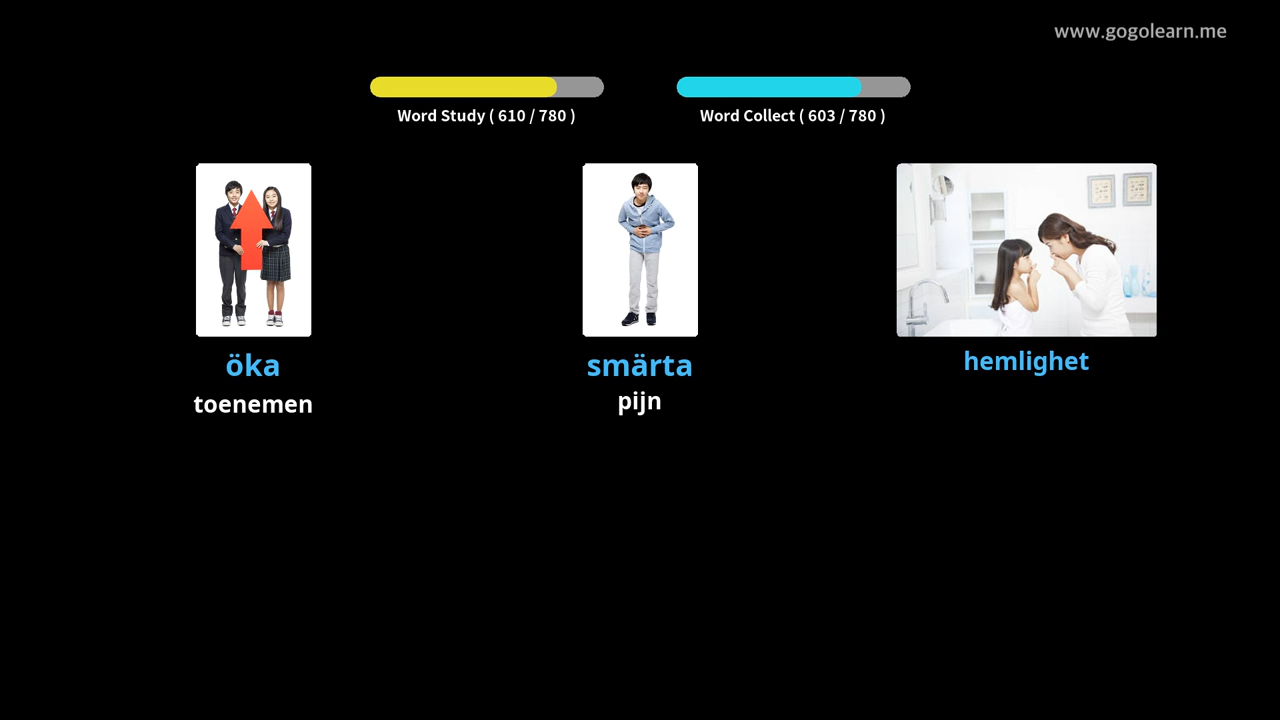 www.gogolearn.me
Word Study ( 610 / 780 )
Word Collect ( 603 / 780 )
öka
smärta
hemlighet
toenemen
pijn